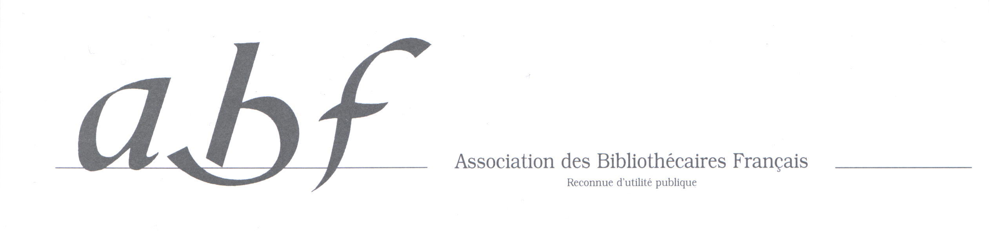 abf
Association des Bibliothécaires Français
Reconnue d'utilité publique